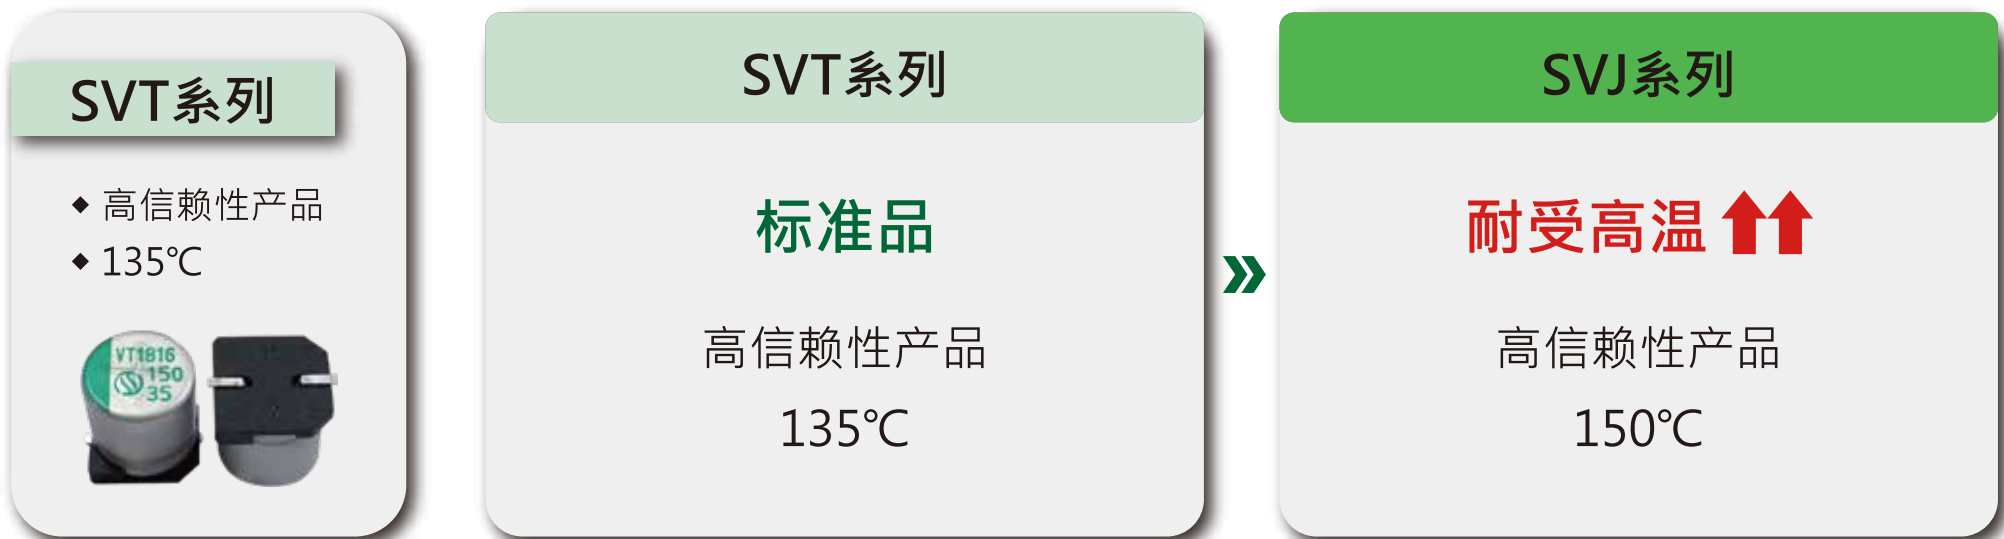 SVT系列
◆ 高信赖性产品
◆ 135℃
VT1816
150
35
SVT系列
标准品
高信赖性产品
135℃
»
SVJ系列
耐受高温
高信赖性产品
150℃